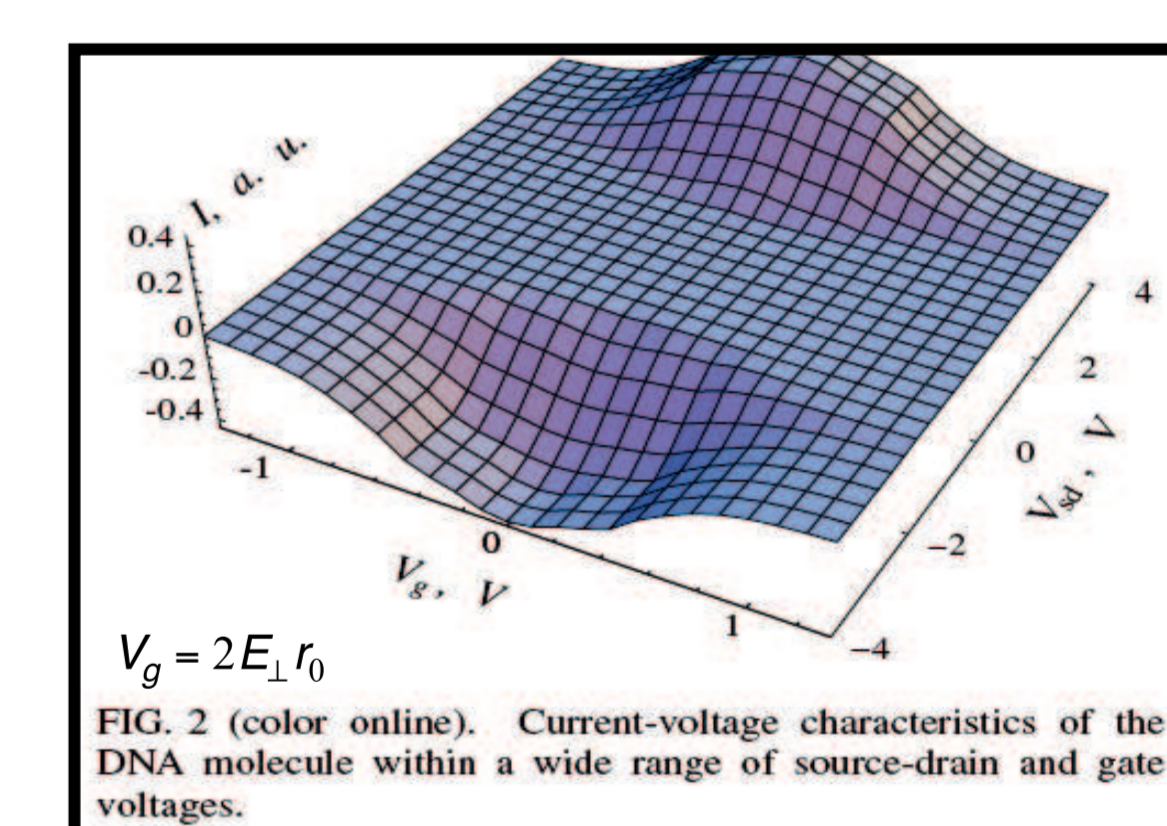 I, a. u.
0.4
0.2
0
-0.2
-0.4
-1
0
1
V_g, V
4
2
0
−2
−4
V_sd, V
V_g = 2E_⊥r_0
FIG. 2 (color online). Current-voltage characteristics of the
DNA molecule within a wide range of source-drain and gate
voltages.